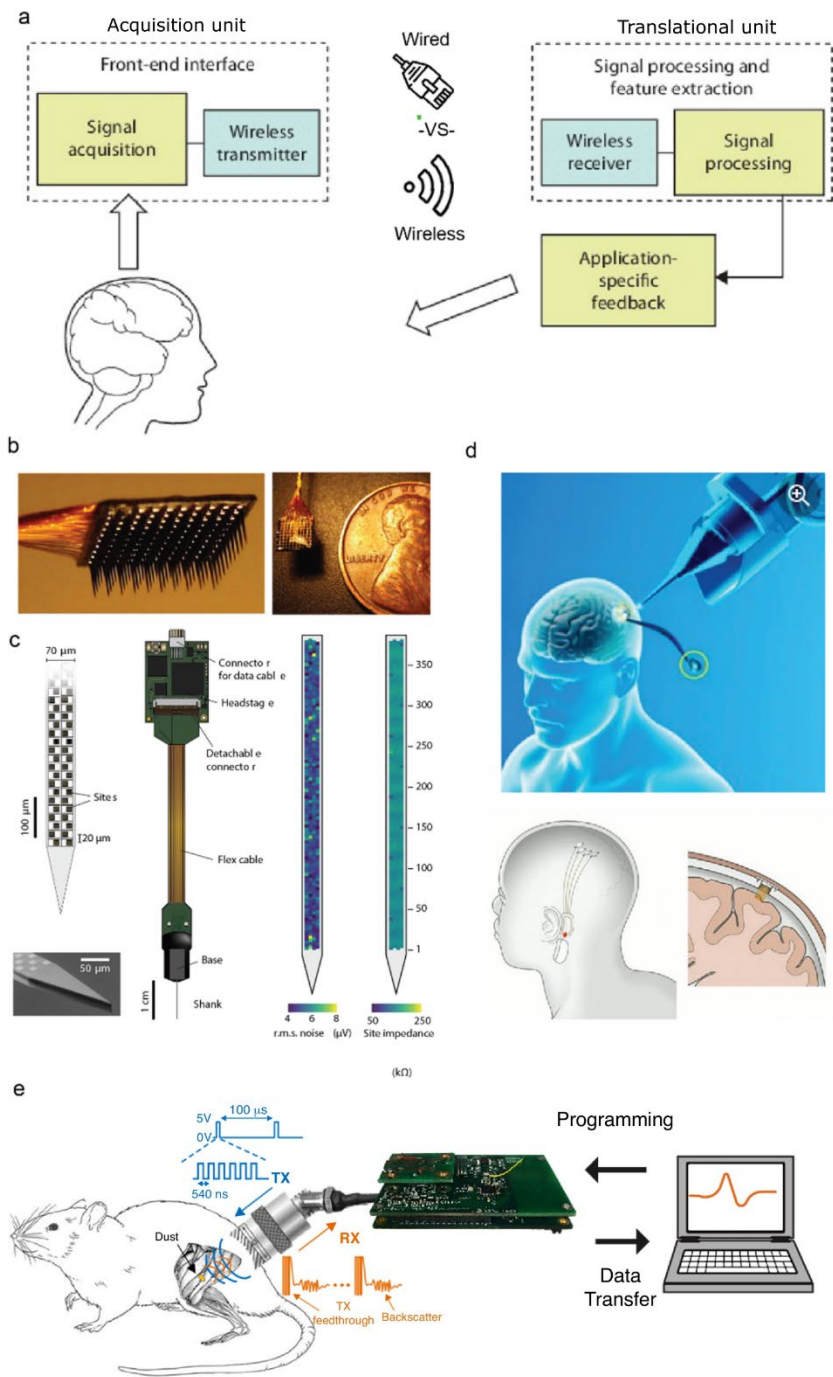 a
Acquisition unit
Front-end interface
Signal
acquisition
Wireless
transmitter
Wired
-VS-
Wireless
Translational unit
Signal processing and
feature extraction
Wireless
receiver
Signal
processing
Application-
specific
feedback
b
LIBERTY
c
70 µm
100 µm
Site s
20 µm
50 µm
Connecto r
for data cabl e
Headstag e
Detachabl e
connecto r
Flex cable
Base
1 cm
Shank
380
350
300
250
200
150
100
50
1
4 6 8
r.m.s. noise (µV)
50 250
Site impedance
(kΩ)
d
e
5V
0V
100 µs
540 ns
TX
Dust
RX
TX
feedthrough
Backscatter
Programming
Data
Transfer